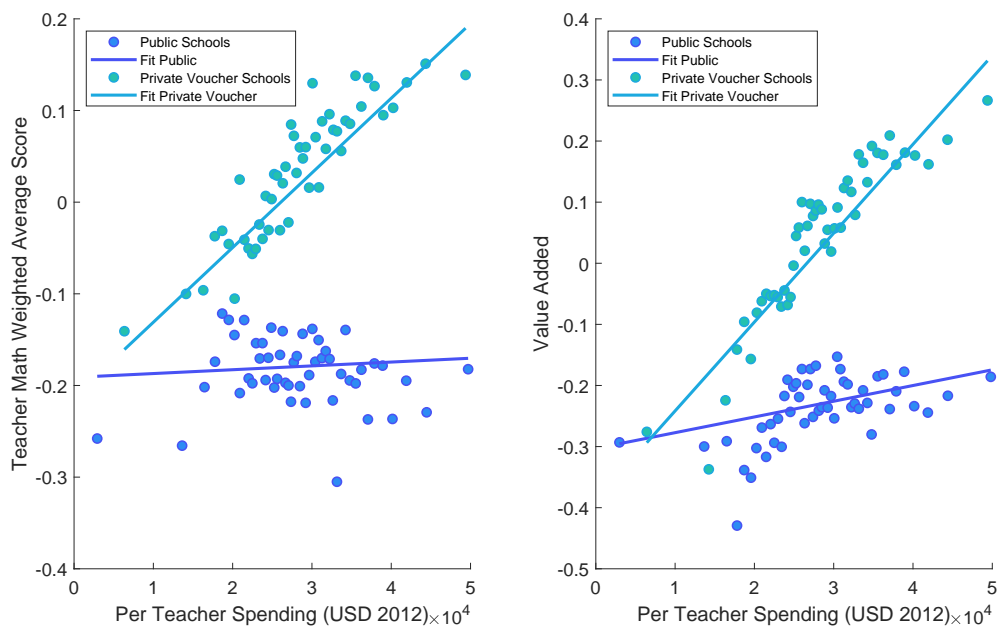 0.2
0.1
0
-0.1
-0.2
-0.3
-0.4
Teacher Math Weighted Average Score
Public Schools
Fit Public
Private Voucher Schools
Fit Private Voucher
0 1 2 3 4 5
Per Teacher Spending (USD 2012) ×10⁴
0.4
0.3
0.2
0.1
0
-0.1
-0.2
-0.3
-0.4
-0.5
Value Added
Public Schools
Fit Public
Private Voucher Schools
Fit Private Voucher
0 1 2 3 4 5
Per Teacher Spending (USD 2012) ×10⁴